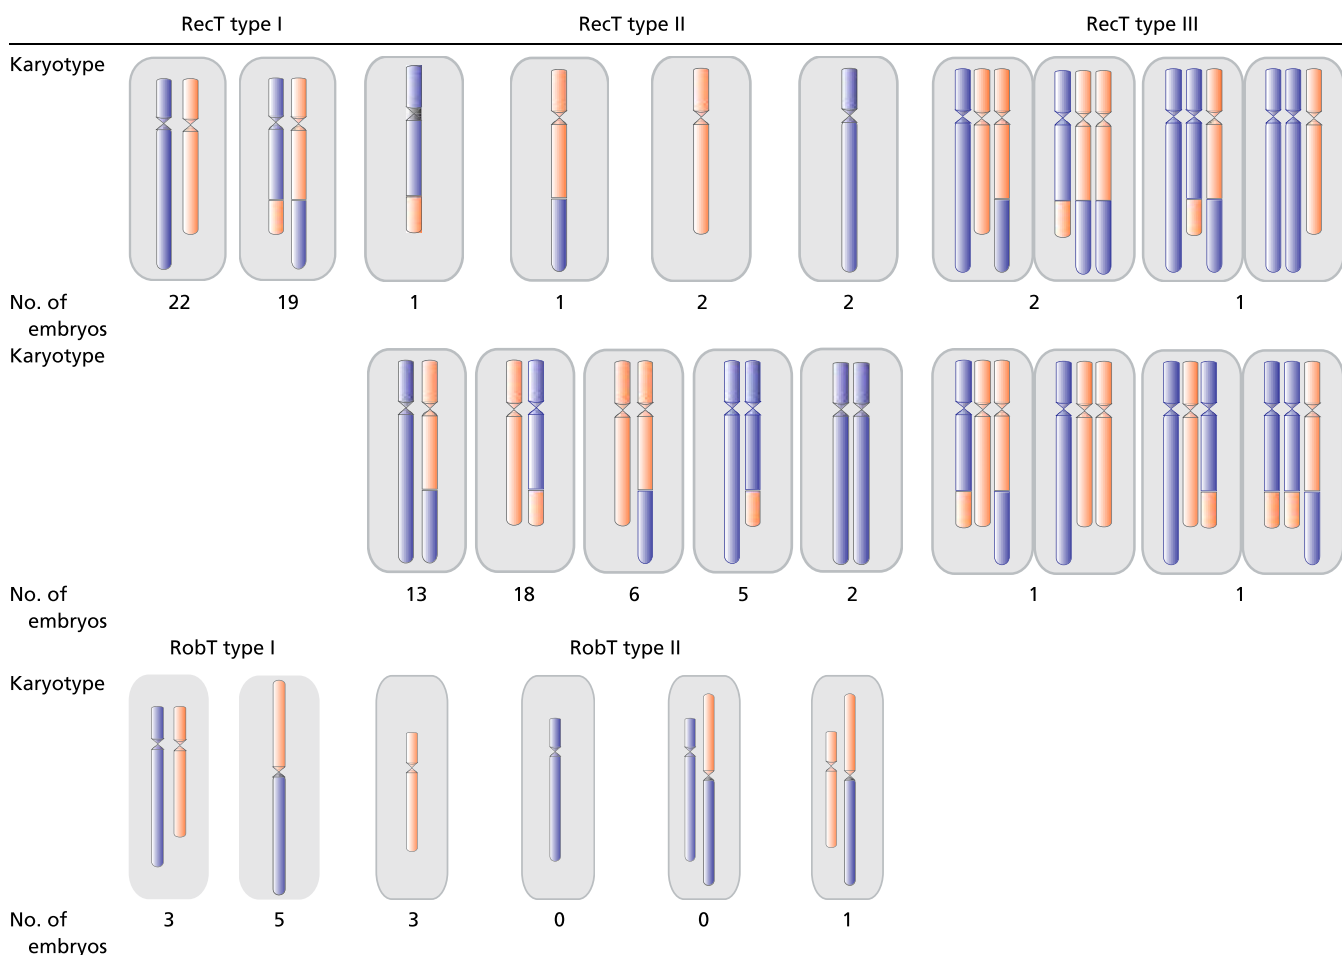 RecT type I RecT type II RecT type III
Karyotype
No. of 22 19 1 1 2 2 2 1
embryos
Karyotype
No. of 13 18 6 5 2 1 1
embryos
RobT type I RobT type II
Karyotype
No. of 3 5 3 0 0 1
embryos